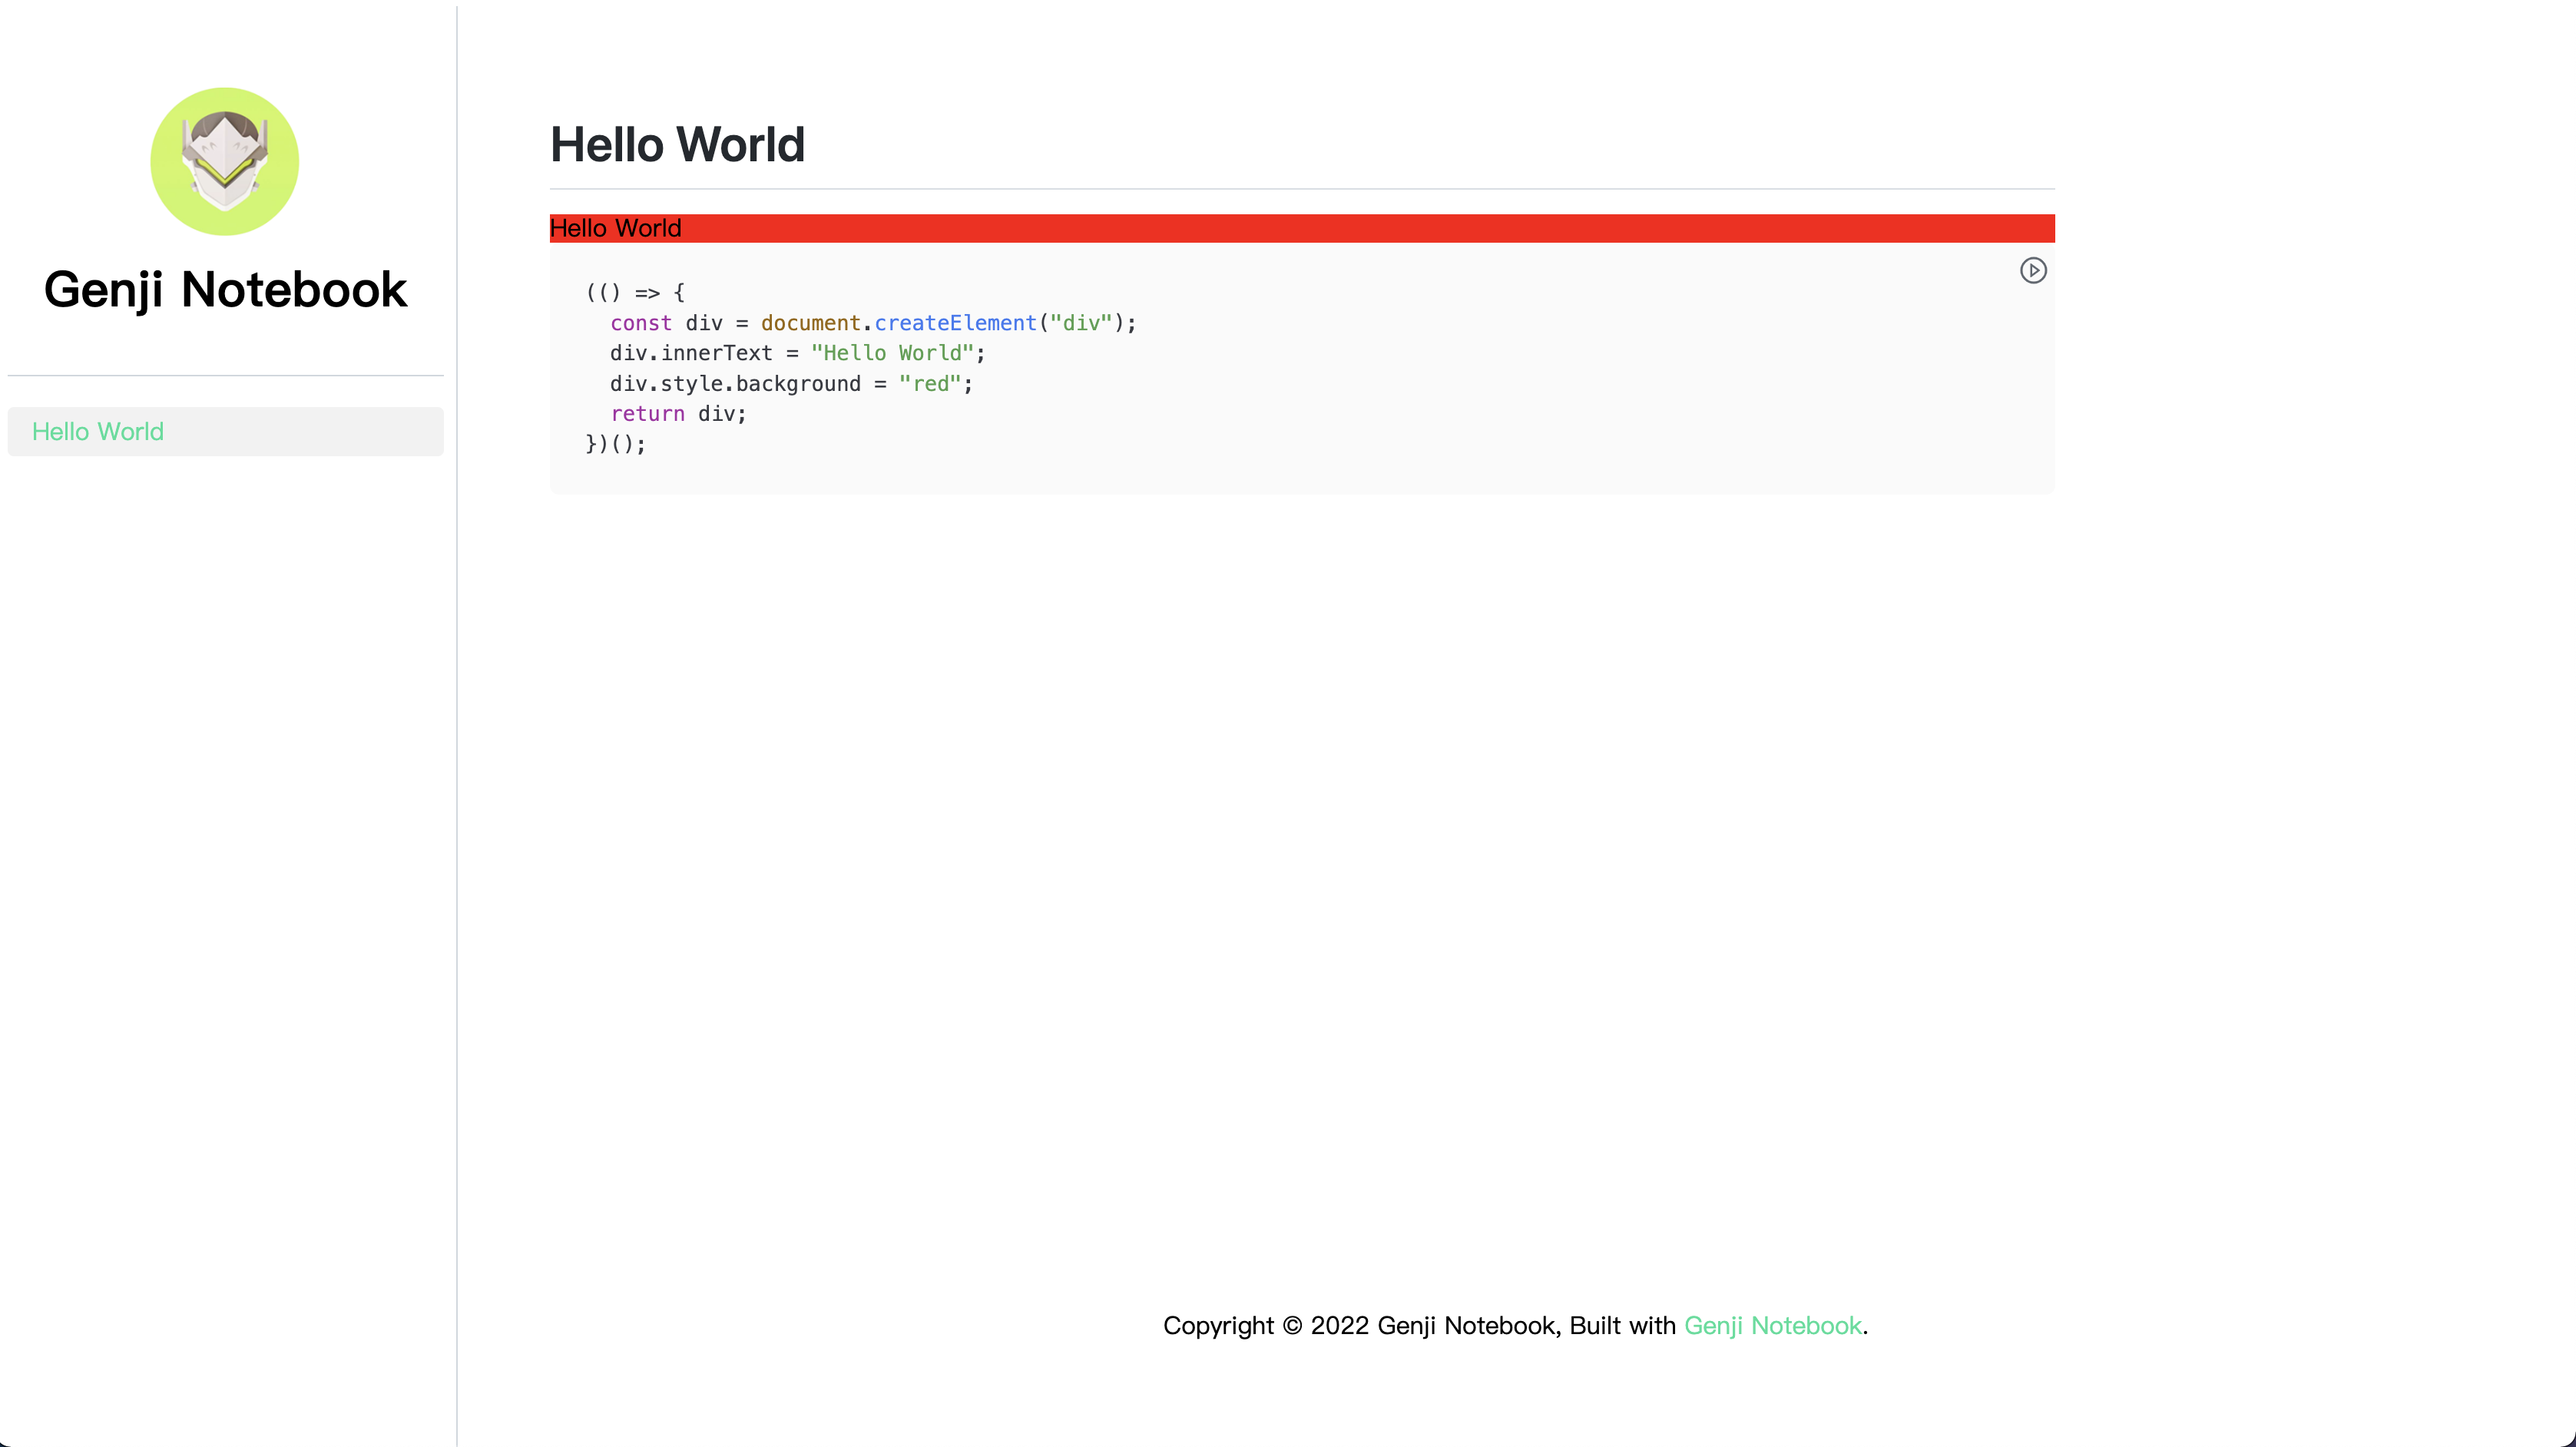 Genji Notebook
Hello World
Hello World
Hello World
(() => {
  const div = document.createElement("div");
  div.innerText = "Hello World";
  div.style.background = "red";
  return div;
})();
Copyright © 2022 Genji Notebook, Built with Genji Notebook.